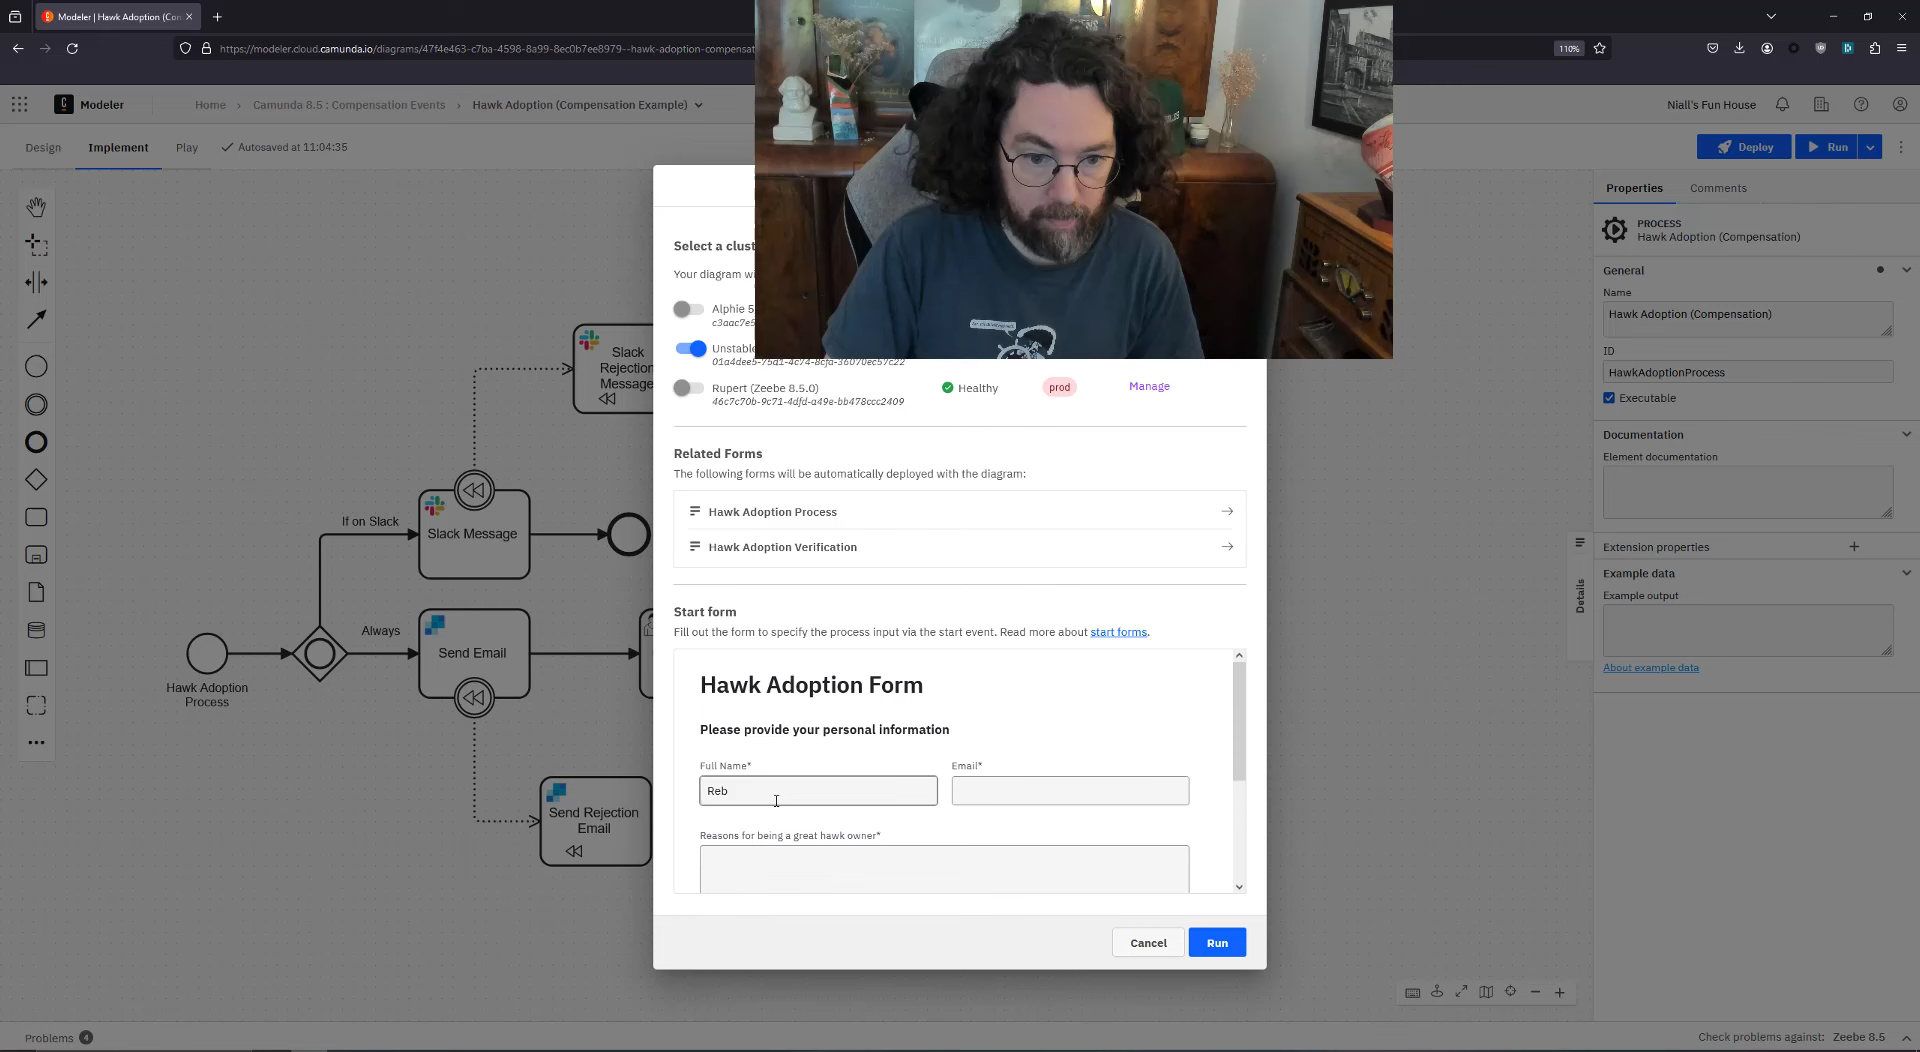 Modeler | Hawk Adoption (Con
https://modeler.cloud.camunda.io/diagrams/47f4e463-c7ba-4598-8a99-8ec0b7ee8979--hawk-adoption-compensat
110%
Modeler
Home
Camunda 8.5 : Compensation Events
Hawk Adoption (Compensation Example)
Niall's Fun House
Design
Implement
Play
Autosaved at 11:04:35
Deploy
Run
Properties
Comments
PROCESS
Hawk Adoption (Compensation)
General
Name
Hawk Adoption (Compensation)
ID
HawkAdoptionProcess
Executable
Documentation
Element documentation
Extension properties
Example data
Example output
About example data
Details
Slack
Rejection
Message
If on Slack
Slack Message
Always
Send Email
Hawk Adoption
Process
Send Rejection
Email
Select a clust
Your diagram wi
Alphie 5
c3aac7e5
Unstable
01a4dee5-75d1-4c74-8cfa-36070ec57c22
Rupert (Zeebe 8.5.0)
46c7c70b-9c71-4dfd-a49e-bb478ccc2409
Healthy
prod
Manage
Related Forms
The following forms will be automatically deployed with the diagram:
Hawk Adoption Process
Hawk Adoption Verification
Start form
Fill out the form to specify the process input via the start event. Read more about start forms.
Hawk Adoption Form
Please provide your personal information
Full Name*
Email*
Reb
Reasons for being a great hawk owner*
Cancel
Run
Problems 4
Check problems against: Zeebe 8.5